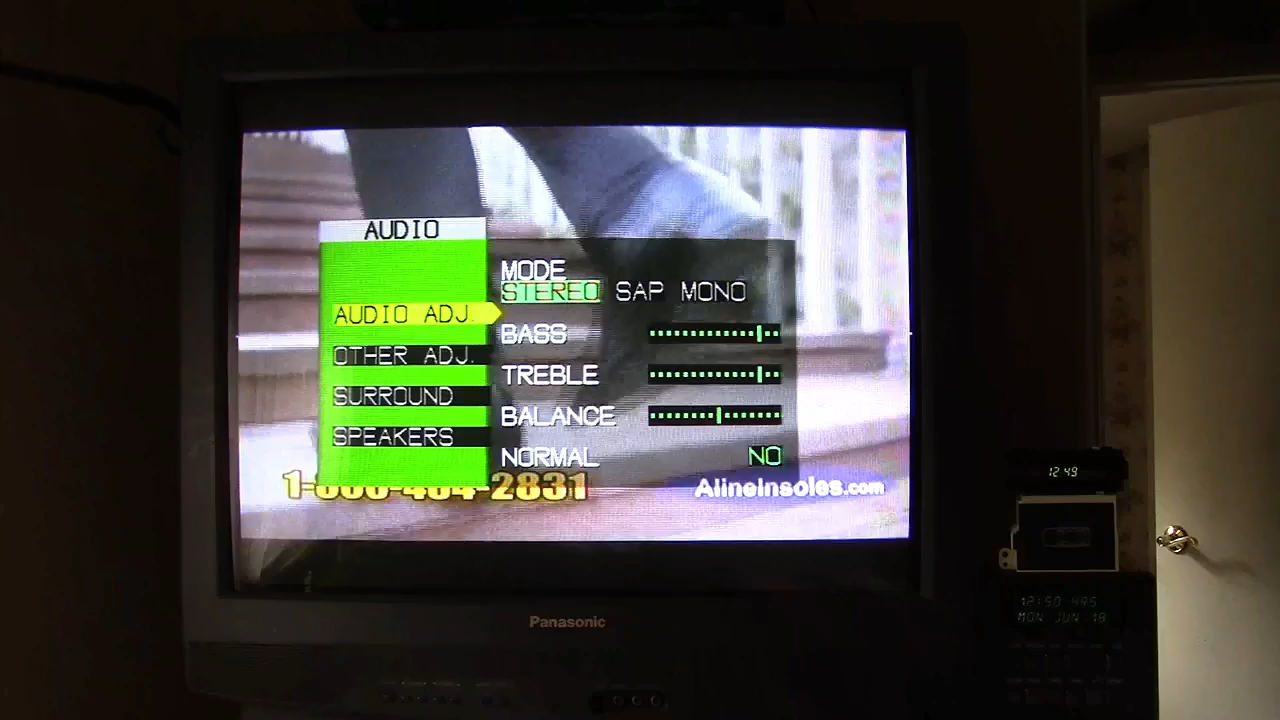 AUDIO
AUDIO ADJ.
OTHER ADJ.
SURROUND
SPEAKERS
MODE
STEREO SAP MONO
BASS
TREBLE
BALANCE
NORMAL NO
2831
AlineInsoles.com
Panasonic
12:49
12:50
MON JUN 18